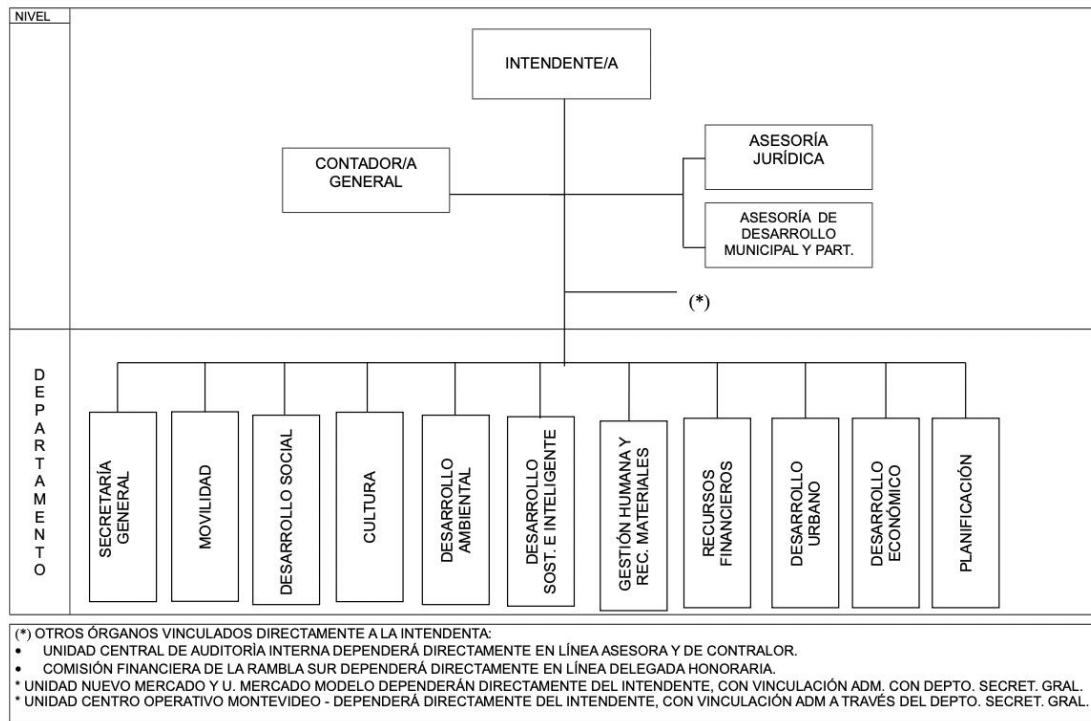 NIVEL
INTENDENTE/A
CONTADOR/A
GENERAL
ASESORÍA
JURÍDICA
ASESORÍA DE
DESARROLLO
MUNICIPAL Y PART.
(*)
DEPARTAMENTO
SECRETARÍA
GENERAL
MOVILIDAD
DESARROLLO SOCIAL
CULTURA
DESARROLLO
AMBIENTAL
DESARROLLO
SOST. E INTELIGENTE
GESTIÓN HUMANA Y
REC. MATERIALES
RECURSOS
FINANCIEROS
DESARROLLO
URBANO
DESARROLLO
ECONÓMICO
PLANIFICACIÓN
(*) OTROS ÓRGANOS VINCULADOS DIRECTAMENTE A LA INTENDENTA:
• UNIDAD CENTRAL DE AUDITORÌA INTERNA DEPENDERÁ DIRECTAMENTE EN LÍNEA ASESORA Y DE CONTRALOR.
• COMISIÓN FINANCIERA DE LA RAMBLA SUR DEPENDERÁ DIRECTAMENTE EN LÍNEA DELEGADA HONORARIA.
* UNIDAD NUEVO MERCADO Y U. MERCADO MODELO DEPENDERÁN DIRECTAMENTE DEL INTENDENTE, CON VINCULACIÓN ADM. CON DEPTO. SECRET. GRAL.
* UNIDAD CENTRO OPERATIVO MONTEVIDEO - DEPENDERÁ DIRECTAMENTE DEL INTENDENTE, CON VINCULACIÓN ADM A TRAVÉS DEL DEPTO. SECRET. GRAL.